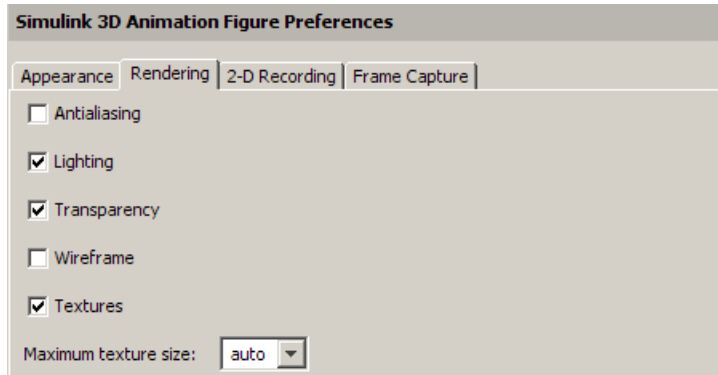 Simulink 3D Animation Figure Preferences
Appearance Rendering 2-D Recording Frame Capture
Antialiasing
Lighting
Transparency
Wireframe
Textures
Maximum texture size: auto